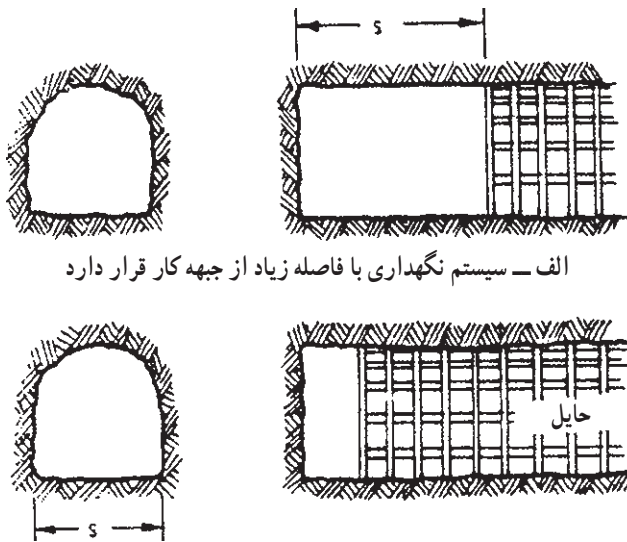 s
الف ــ سیستم نگهداری با فاصله زیاد از جبهه کار قرار دارد
حایل
s